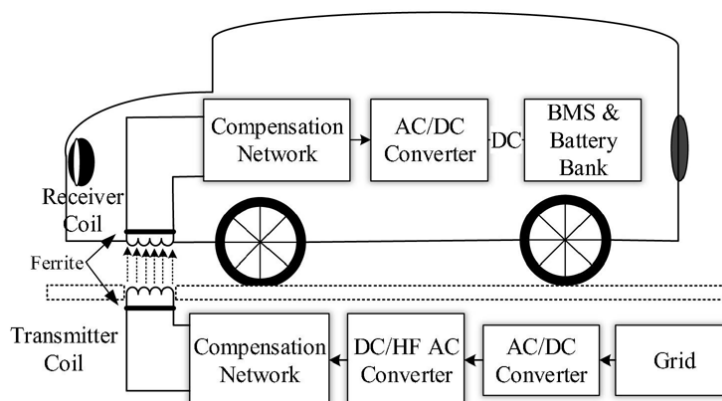 Compensation
Network
AC/DC
Converter
DC
BMS &
Battery
Bank
Receiver
Coil
Ferrite
Transmitter
Coil
Compensation
Network
DC/HF AC
Converter
AC/DC
Converter
Grid